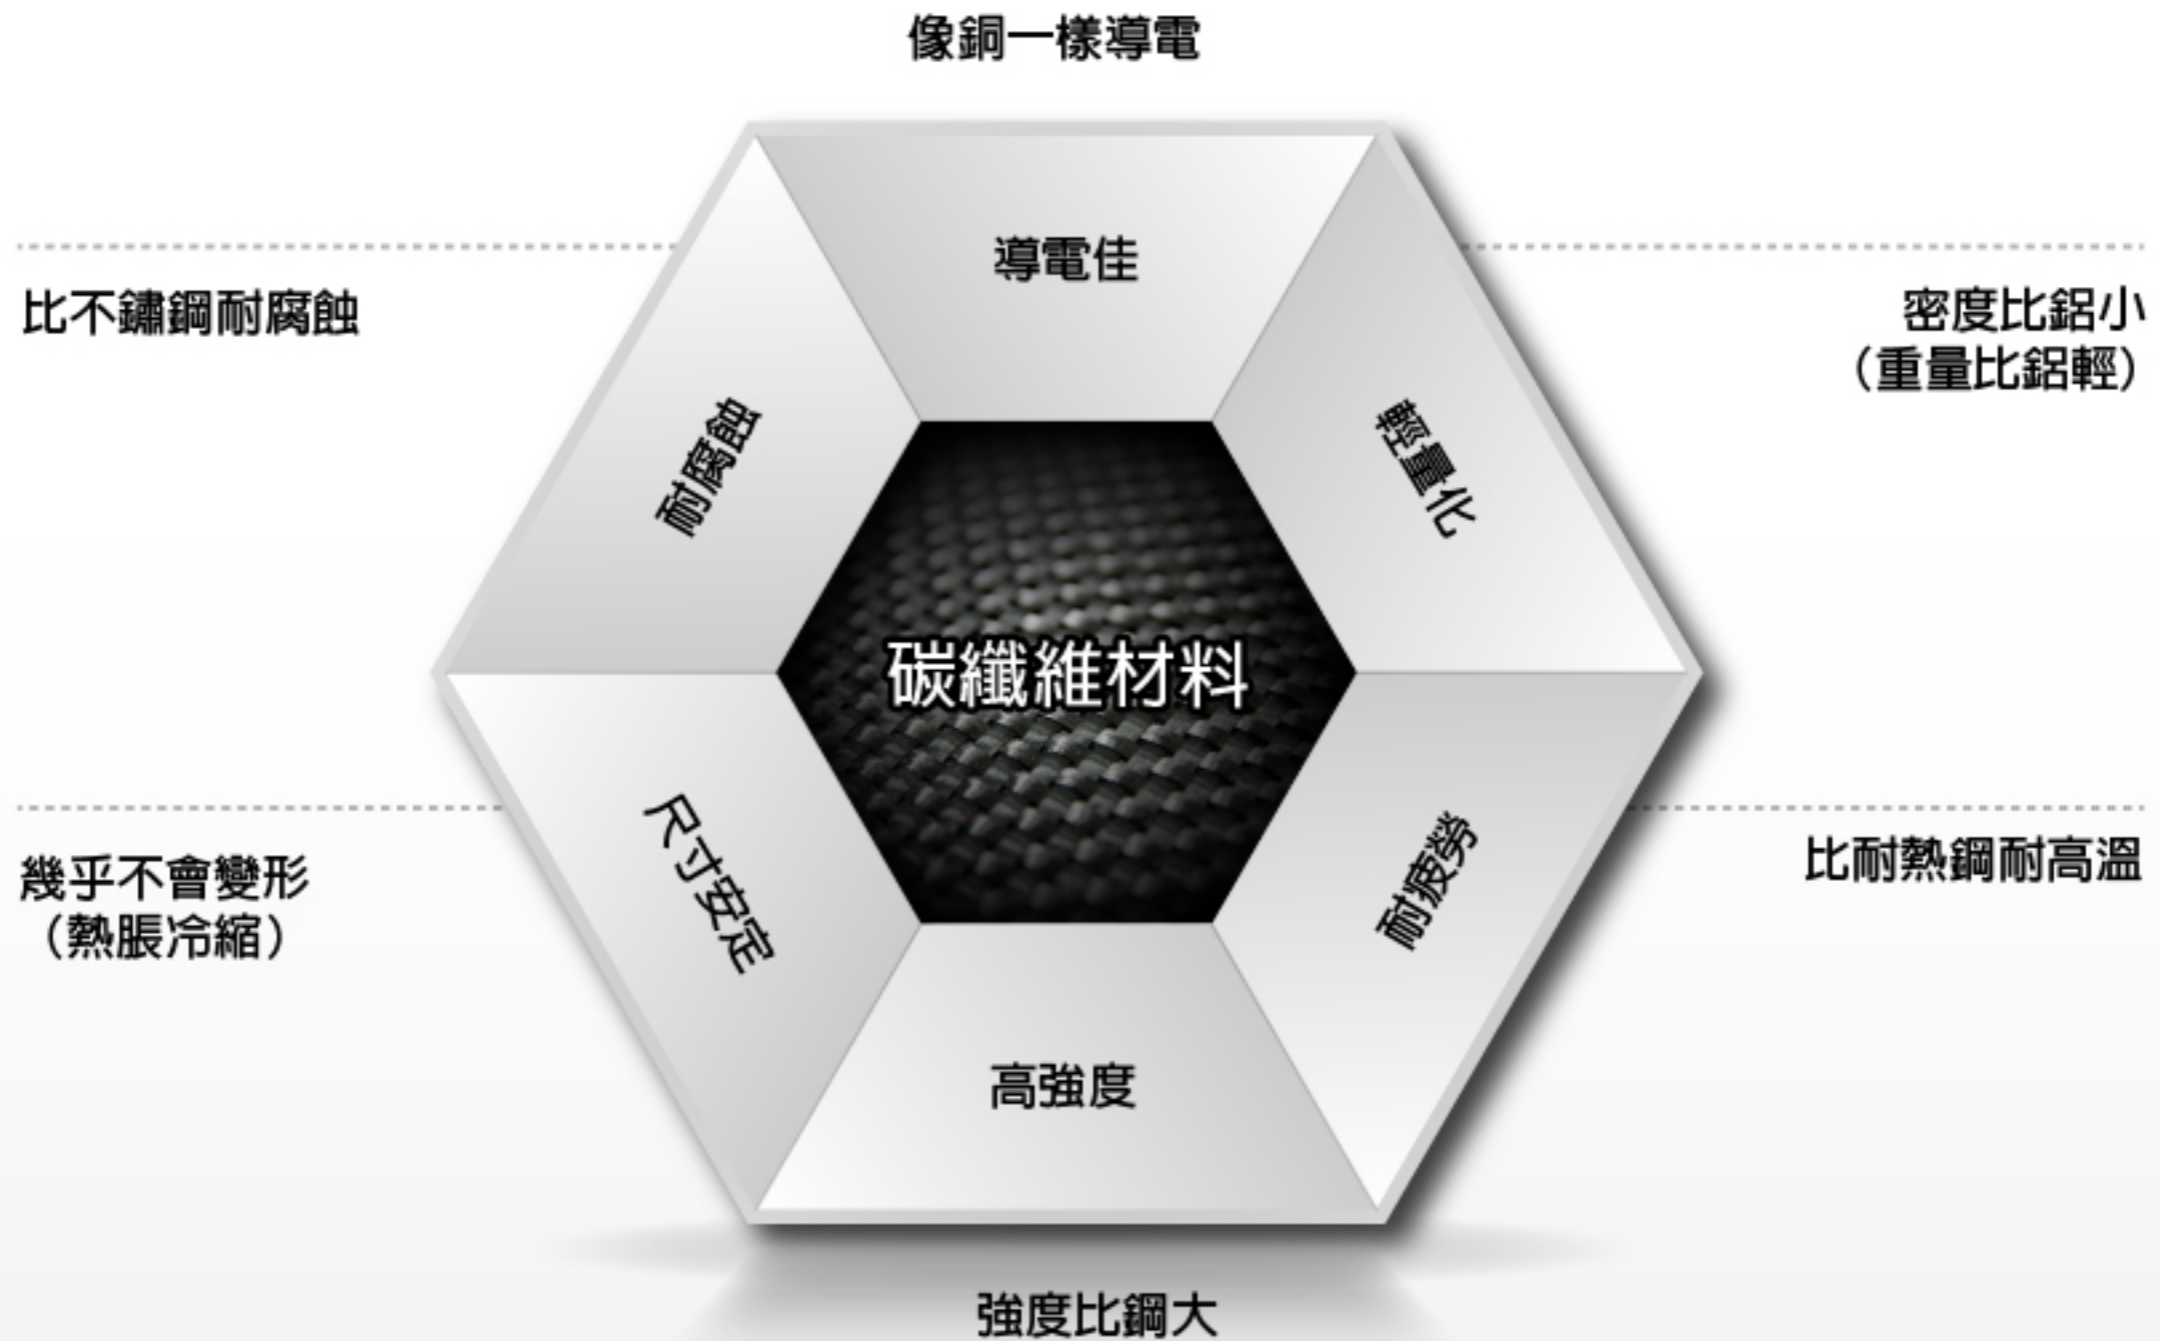 像銅一樣導電
導電佳
比不鏽鋼耐腐蝕
密度比鋁小
（重量比鋁輕）
耐腐蝕
輕量化
碳纖維材料
尺寸安定
耐疲勞
幾乎不會變形
（熱脹冷縮）
比耐熱鋼耐高溫
高強度
強度比鋼大